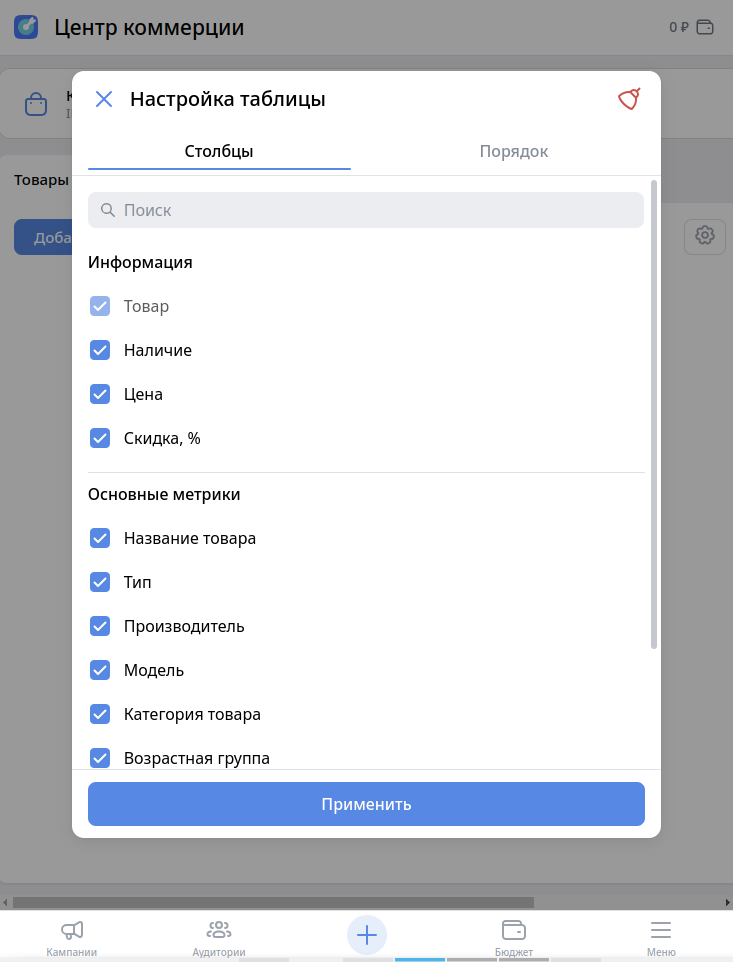 Центр коммерции
0 ₽
Настройка таблицы
Столбцы
Порядок
Товары
Поиск
Доба
Информация
Товар
Наличие
Цена
Скидка, %
Основные метрики
Название товара
Тип
Производитель
Модель
Категория товара
Возрастная группа
Применить
Кампании
Аудитории
Бюджет
Меню